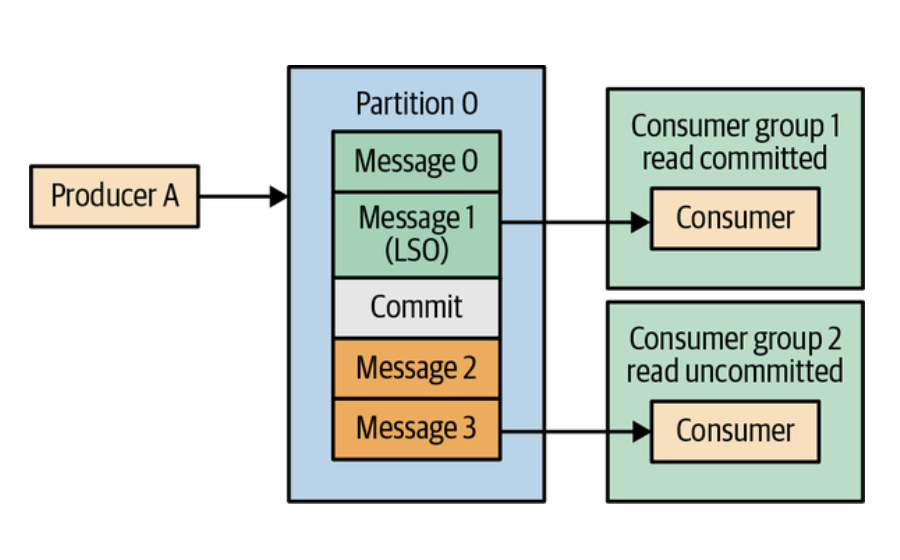 Producer A
Partition 0
Message 0
Message 1
(LSO)
Commit
Message 2
Message 3
Consumer group 1
read committed
Consumer
Consumer group 2
read uncommitted
Consumer